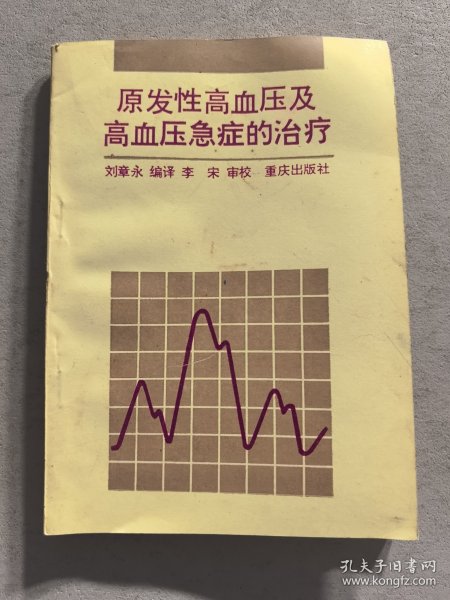 原发性高血压及
高血压急症的治疗
刘章永 编译 李 宋 审校 重庆出版社
孔夫子旧书网
www.kongfz.com